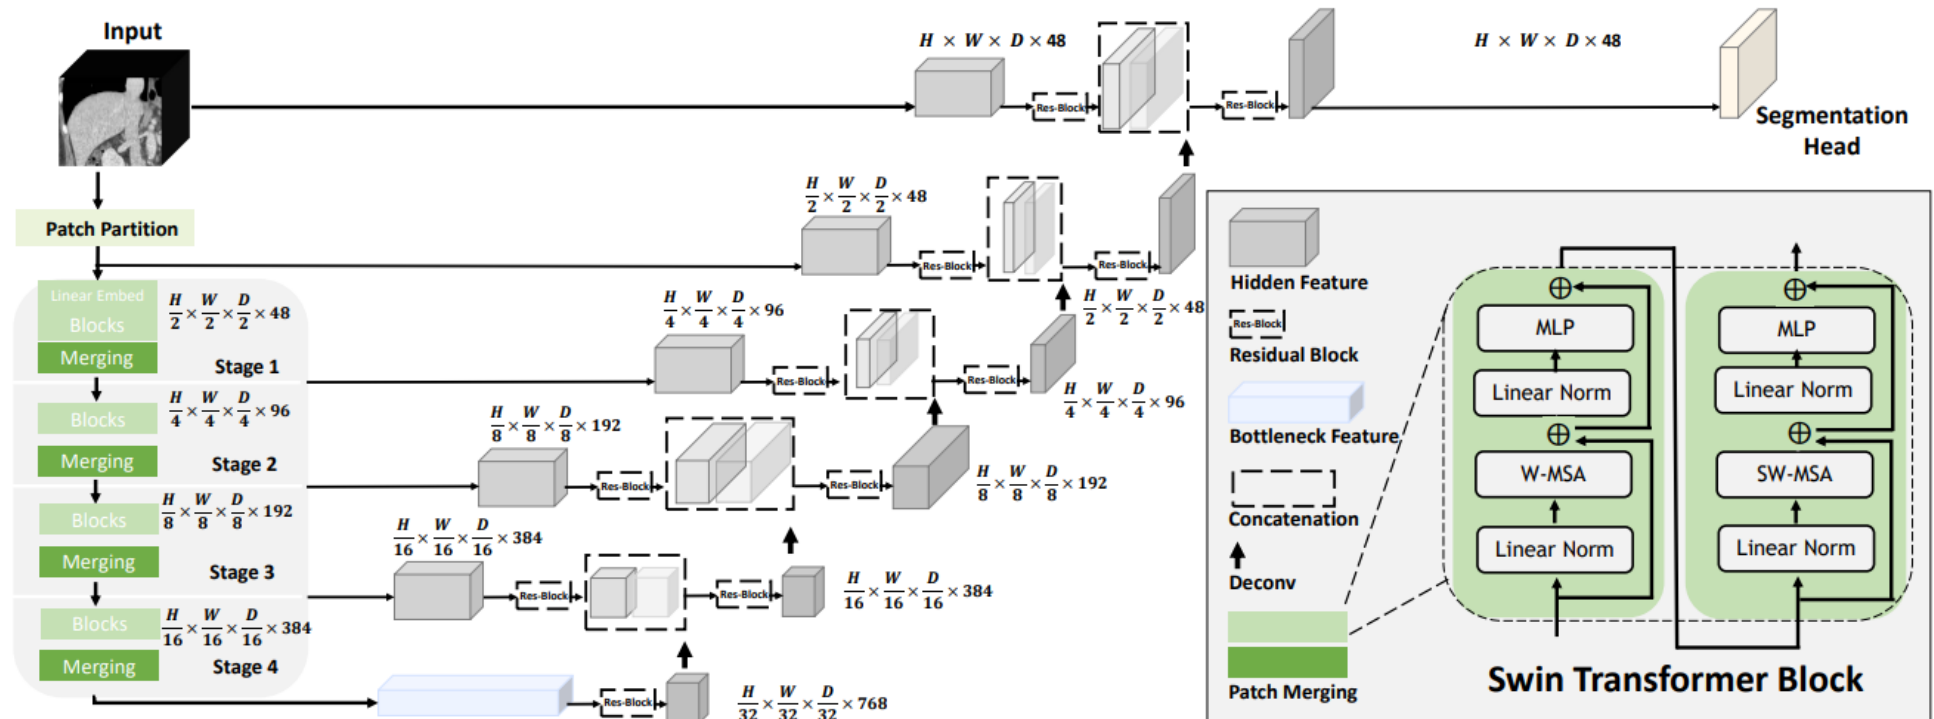 Input
H × W × D × 48
Res-Block
Res-Block
H × W × D × 48
Segmentation
Head
Patch Partition
H/2 × W/2 × D/2 × 48
Res-Block
Res-Block
H/2 × W/2 × D/2 × 48
Linear Embed
Blocks
Merging
H/2 × W/2 × D/2 × 48
Stage 1
H/4 × W/4 × D/4 × 96
Res-Block
Res-Block
H/4 × W/4 × D/4 × 96
Blocks
Merging
H/4 × W/4 × D/4 × 96
Stage 2
H/8 × W/8 × D/8 × 192
Res-Block
Res-Block
H/8 × W/8 × D/8 × 192
Blocks
Merging
H/8 × W/8 × D/8 × 192
Stage 3
H/16 × W/16 × D/16 × 384
Res-Block
Res-Block
H/16 × W/16 × D/16 × 384
Blocks
Merging
H/16 × W/16 × D/16 × 384
Stage 4
Res-Block
H/32 × W/32 × D/32 × 768
Hidden Feature
Res-Block
Residual Block
Bottleneck Feature
Concatenation
Deconv
Patch Merging
MLP
Linear Norm
W-MSA
Linear Norm
MLP
Linear Norm
SW-MSA
Linear Norm
Swin Transformer Block